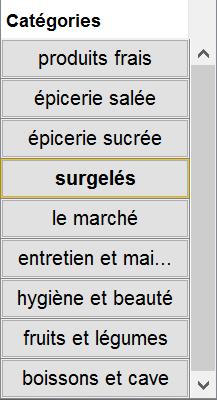 Catégories
produits frais
épicerie salée
épicerie sucrée
surgelés
le marché
entretien et mai...
hygiène et beauté
fruits et légumes
boissons et cave